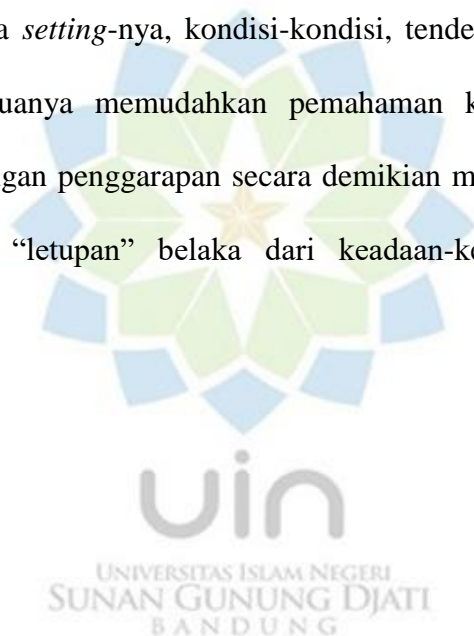 a setting-nya, kondisi-kondisi, tende
uanya memudahkan pemahaman k
gan penggarapan secara demikian m
“letupan” belaka dari keadaan-ke
uin
UNIVERSITAS ISLAM NEGERI
SUNAN GUNUNG DJATI
BANDUNG